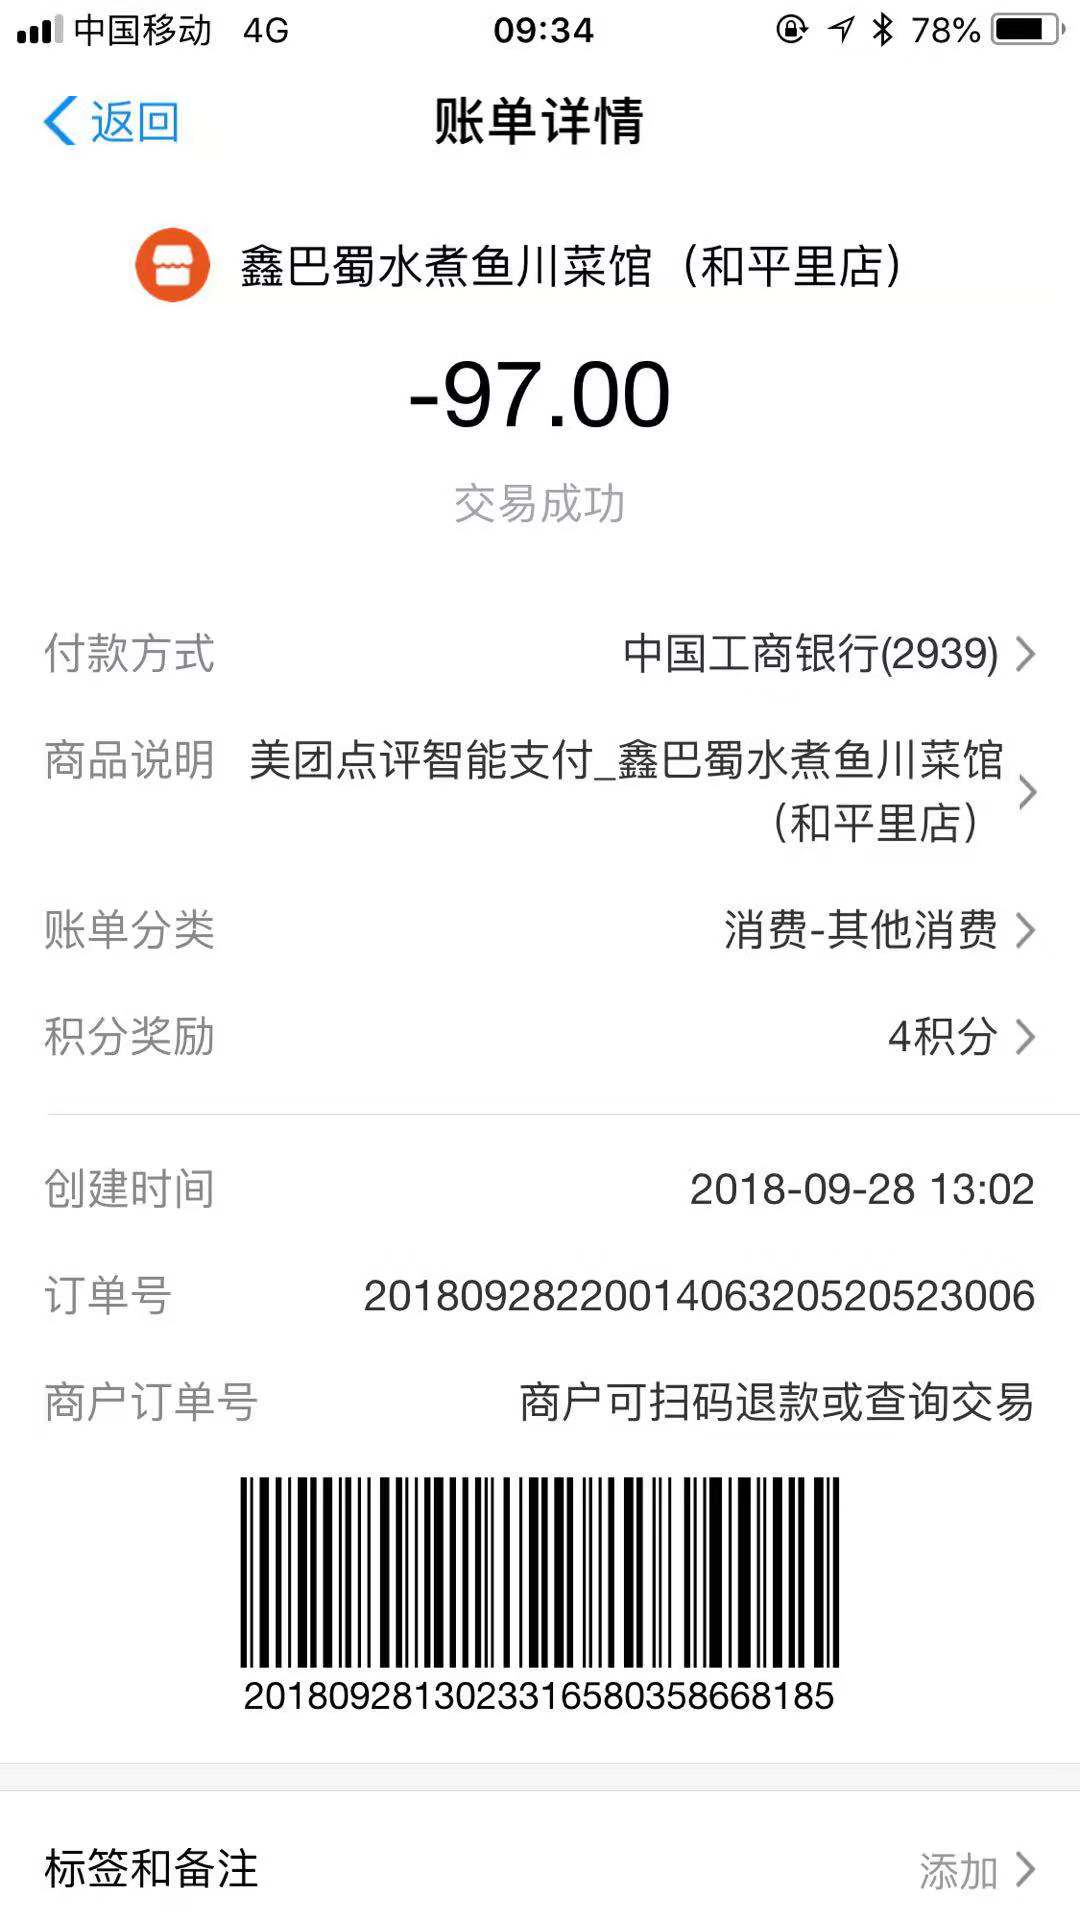 中国移动 4G 09:34 78%
返回 账单详情
鑫巴蜀水煮鱼川菜馆（和平里店）
-97.00
交易成功
付款方式 中国工商银行(2939)
商品说明 美团点评智能支付_鑫巴蜀水煮鱼川菜馆
（和平里店）
账单分类 消费-其他消费
积分奖励 4积分
创建时间 2018-09-28 13:02
订单号 2018092822001406320520523006
商户订单号 商户可扫码退款或查询交易
2018092813023316580358668185
标签和备注 添加